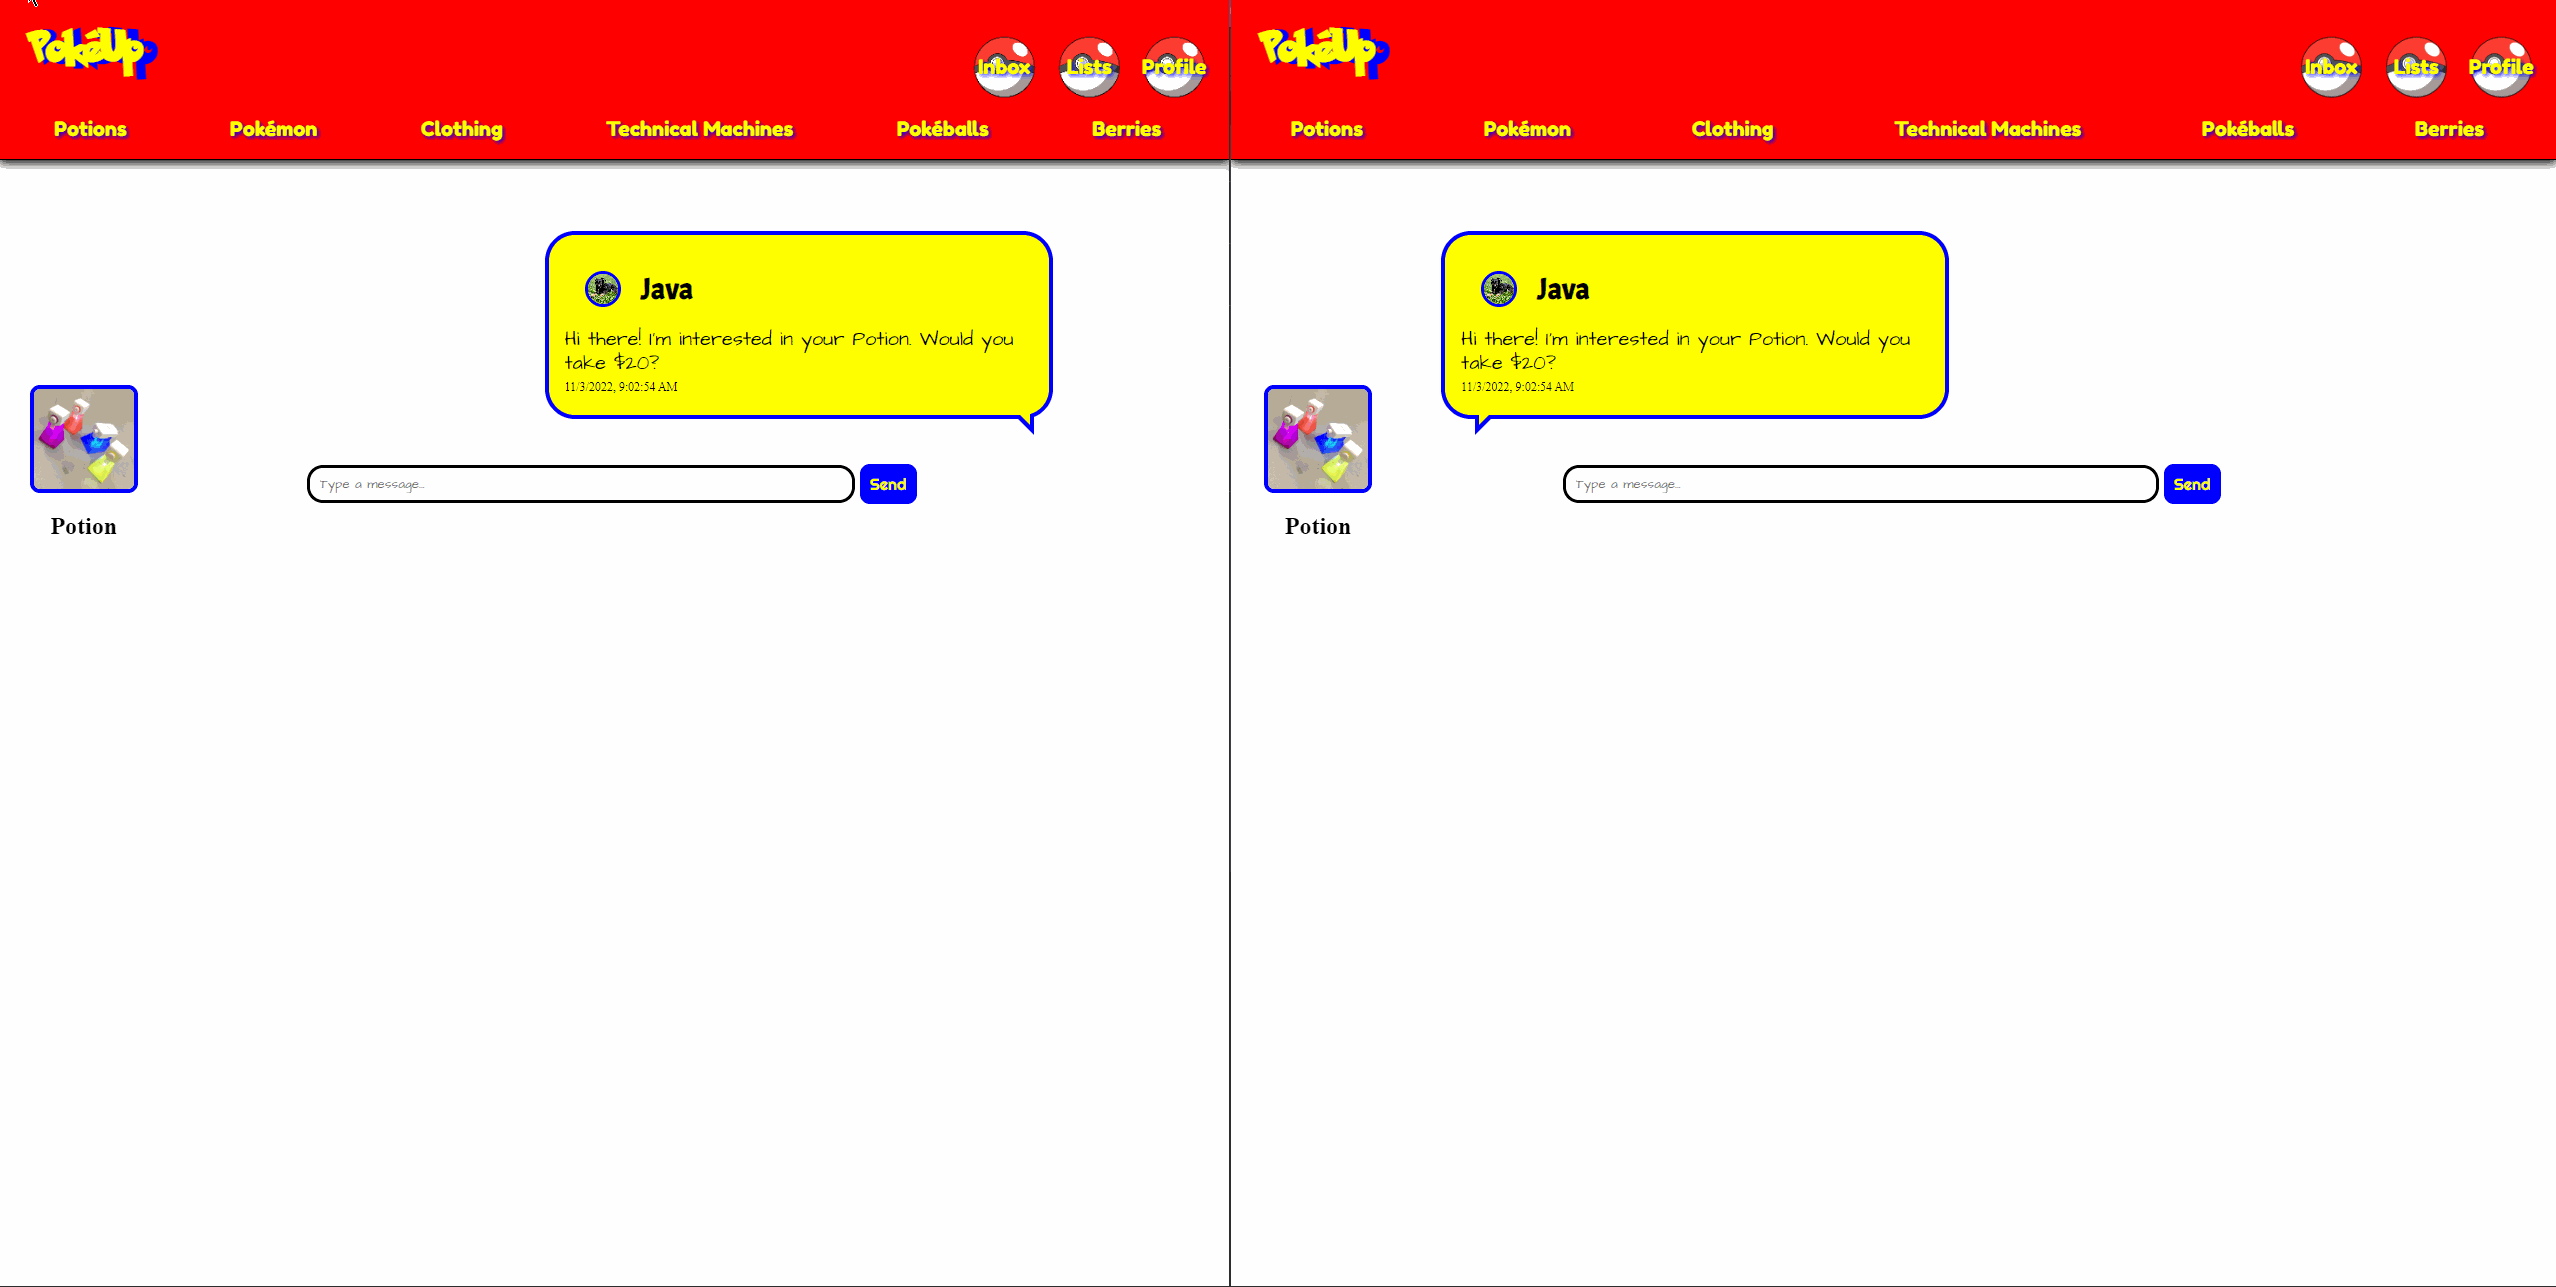 PokéUp
Inbox Lists Profile
Potions Pokémon Clothing Technical Machines Pokéballs Berries
Java
Hi there! I'm interested in your Potion. Would you
take $20?
11/3/2022, 9:02:54 AM
Type a message...
Send
Potion
PokéUp
Inbox Lists Profile
Potions Pokémon Clothing Technical Machines Pokéballs Berries
Java
Hi there! I'm interested in your Potion. Would you
take $20?
11/3/2022, 9:02:54 AM
Type a message...
Send
Potion